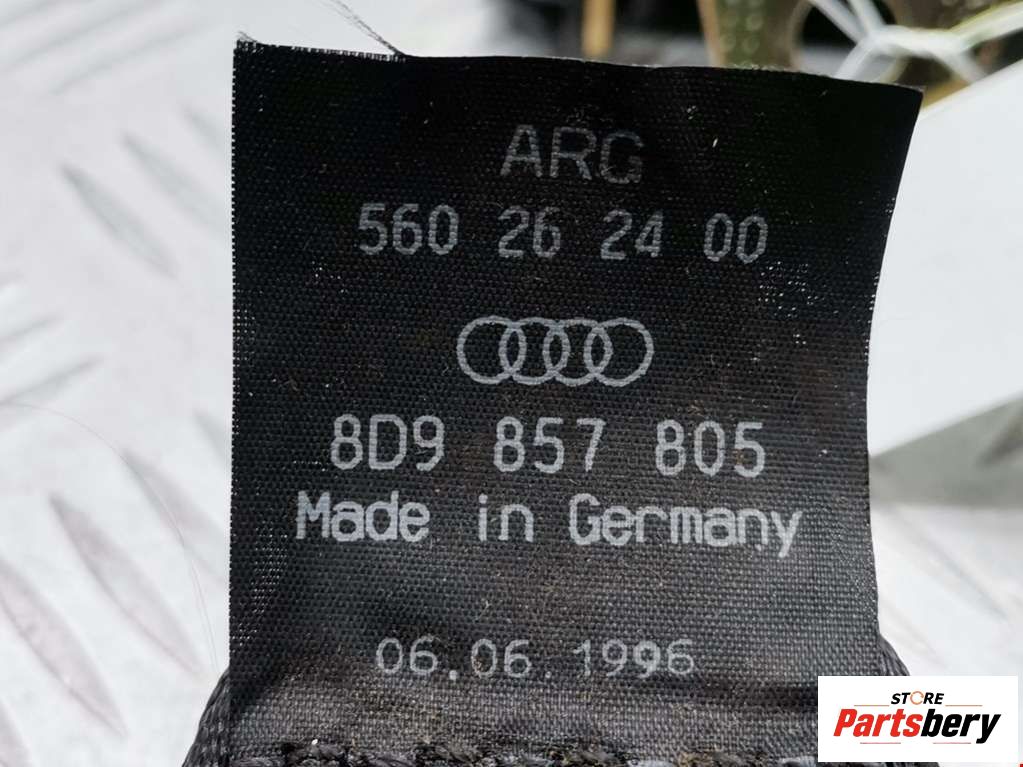 ARG
560 26 24 00
8D9 857 805
Made in Germany
06.06.1996
STORE
Partsbery